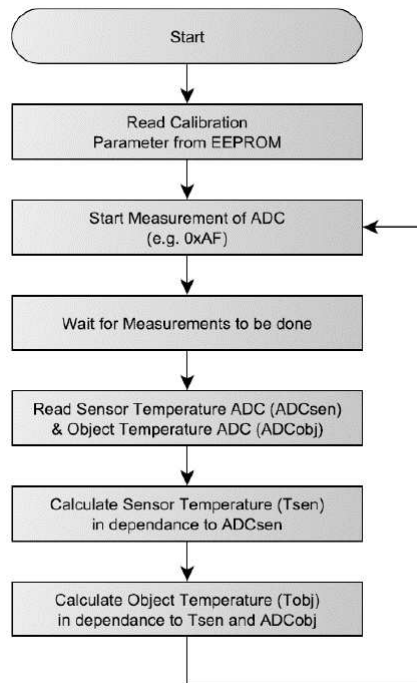 Start
Read Calibration
Parameter from EEPROM
Start Measurement of ADC
(e.g. 0xAF)
Wait for Measurements to be done
Read Sensor Temperature ADC (ADCsen)
& Object Temperature ADC (ADCobj)
Calculate Sensor Temperature (Tsen)
in dependance to ADCsen
Calculate Object Temperature (Tobj)
in dependance to Tsen and ADCobj